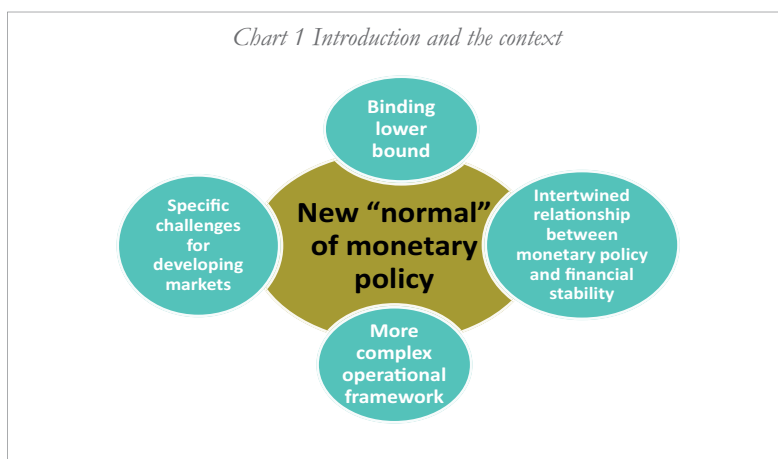 Chart 1 Introduction and the context
Binding
lower
bound
Specific
challenges
for
developing
markets
New “normal”
of monetary
policy
Intertwined
relationship
between
monetary policy
and financial
stability
More
complex
operational
framework